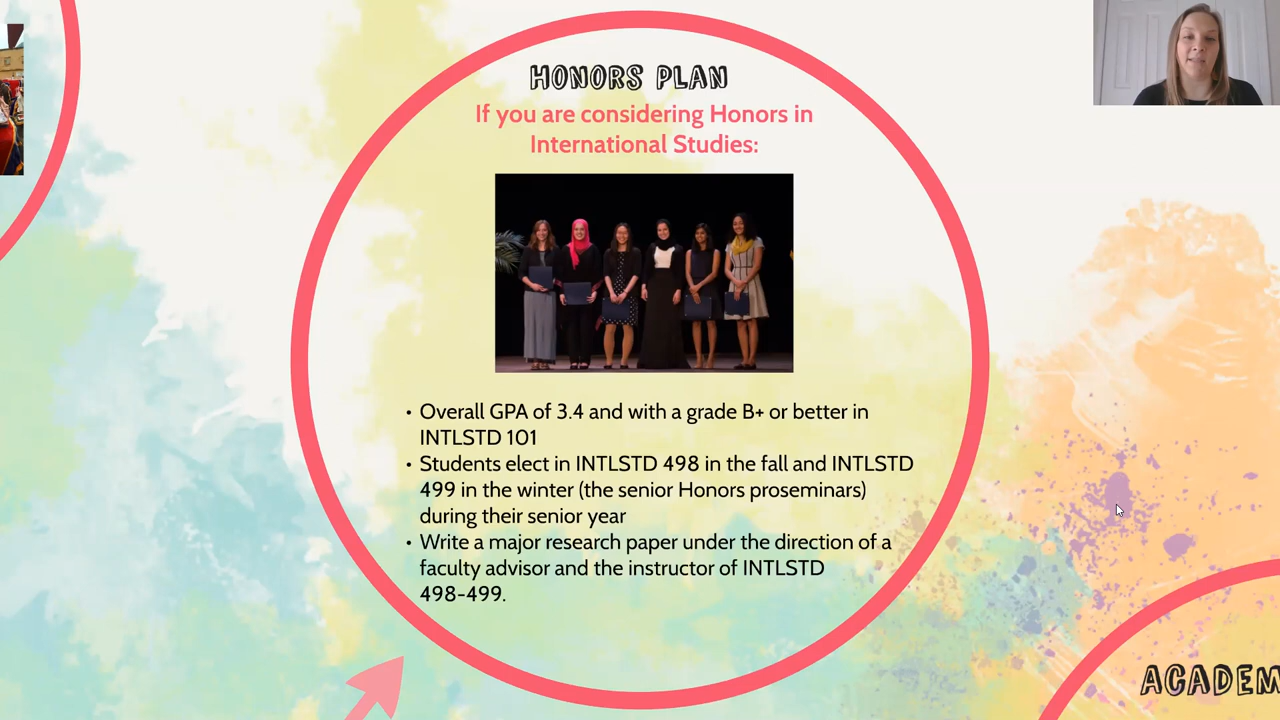 HONORS PLAN
If you are considering Honors in
International Studies:
• Overall GPA of 3.4 and with a grade B+ or better in
INTLSTD 101
• Students elect in INTLSTD 498 in the fall and INTLSTD
499 in the winter (the senior Honors proseminars)
during their senior year
• Write a major research paper under the direction of a
faculty advisor and the instructor of INTLSTD
498-499.
ACADEM